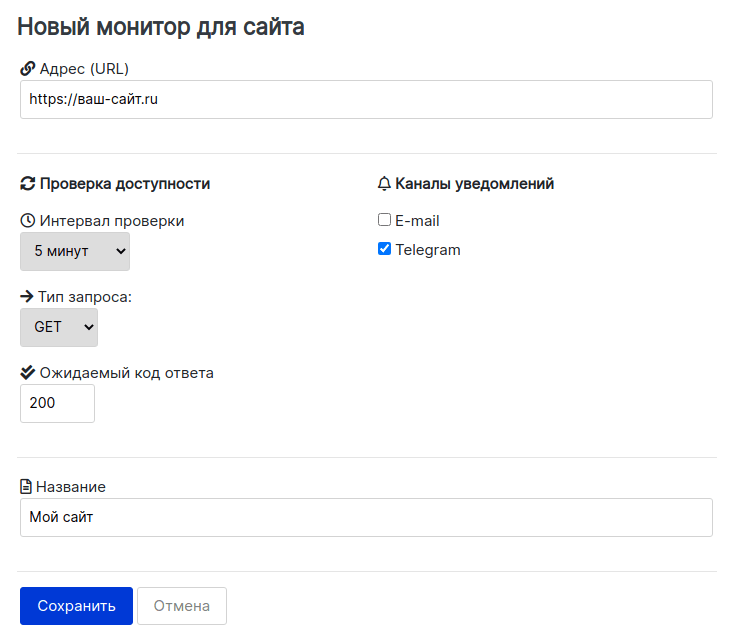 Новый монитор для сайта
Адрес (URL)
https://ваш-сайт.ru
Проверка доступности
Интервал проверки
5 минут
Тип запроса:
GET
Ожидаемый код ответа
200
Каналы уведомлений
E-mail
Telegram
Название
Мой сайт
Сохранить Отмена